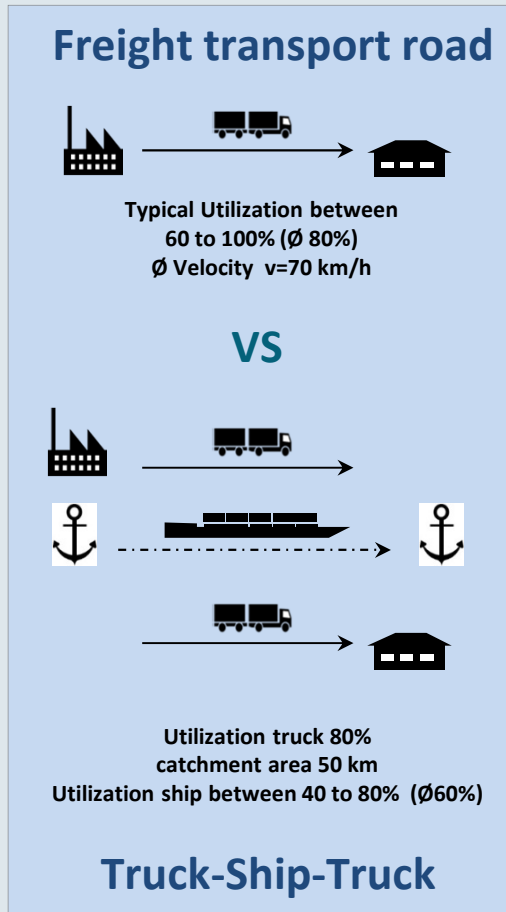 Freight transport road
Typical Utilization between
60 to 100% (Ø 80%)
Ø Velocity v=70 km/h
VS
Utilization truck 80%
catchment area 50 km
Utilization ship between 40 to 80% (Ø60%)
Truck-Ship-Truck